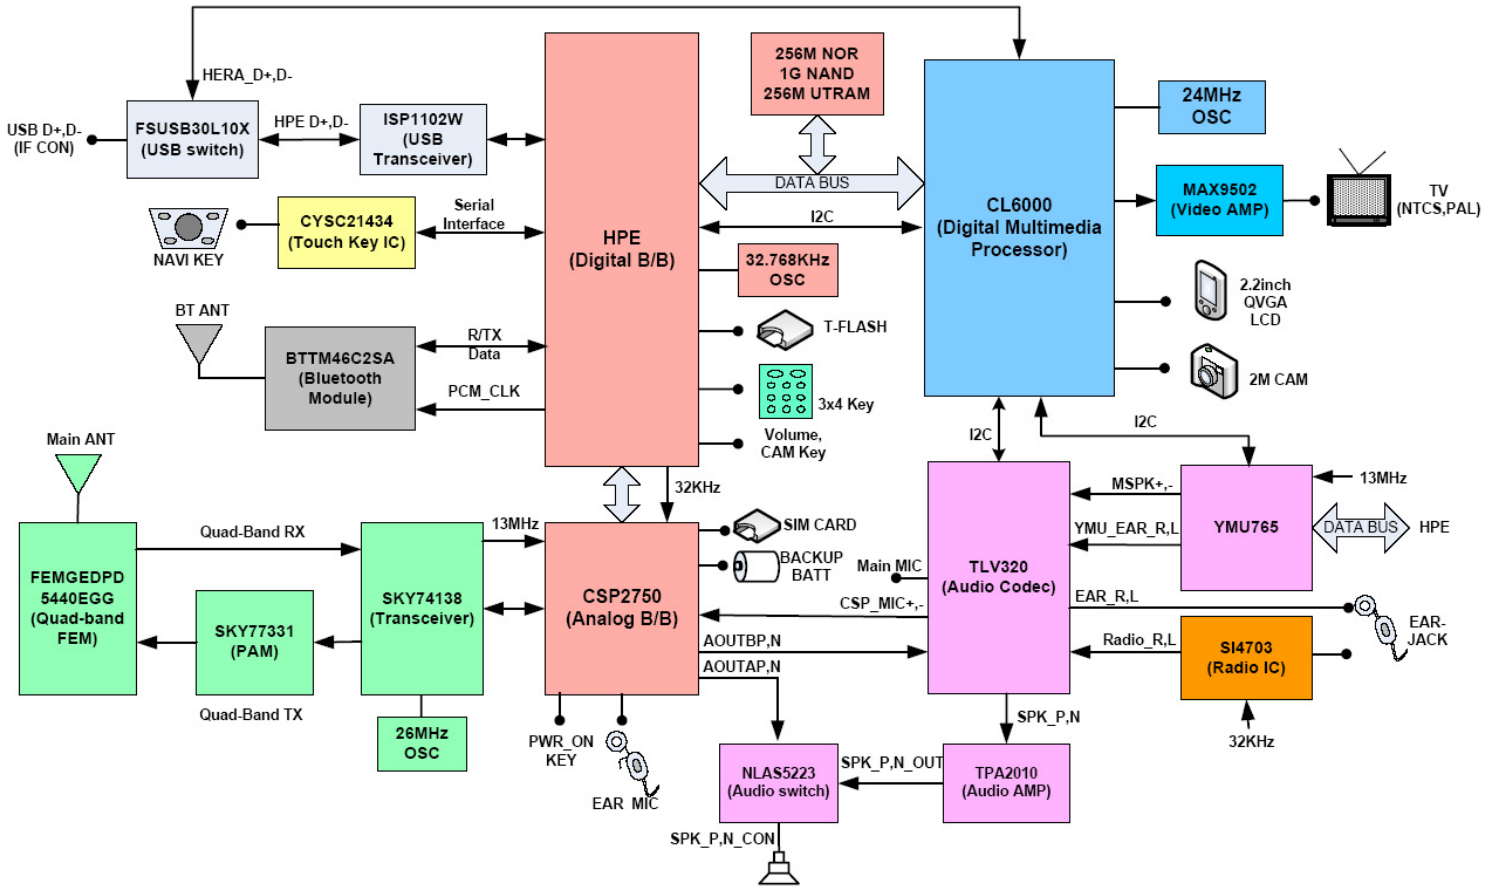 HERA_D+,D-
USB D+,D-
(IF CON)
FSUSB30L10X
(USB switch)
HPE D+,D-
ISP1102W
(USB
Transceiver)
NAVI KEY
CYSC21434
(Touch Key IC)
Serial
Interface
BT ANT
BTTM46C2SA
(Bluetooth
Module)
R/TX
Data
PCM_CLK
HPE
(Digital B/B)
256M NOR
1G NAND
256M UTRAM
DATA BUS
I2C
32.768KHz
OSC
T-FLASH
3x4 Key
Volume,
CAM Key
CL6000
(Digital Multimedia
Processor)
24MHz
OSC
MAX9502
(Video AMP)
TV
(NTCS,PAL)
2.2inch
QVGA
LCD
2M CAM
I2C
I2C
Main ANT
FEMGEDPD
5440EGG
(Quad-band
FEM)
Quad-Band RX
SKY77331
(PAM)
Quad-Band TX
SKY74138
(Transceiver)
26MHz
OSC
13MHz
32KHz
CSP2750
(Analog B/B)
SIM CARD
BACKUP
BATT
Main MIC
CSP_MIC+,-
AOUTBP,N
AOUTAP,N
PWR_ON
KEY
EAR MIC
TLV320
(Audio Codec)
MSPK+,-
YMU_EAR_R,L
YMU765
13MHz
DATA BUS
HPE
EAR_R,L
EAR-
JACK
Radio_R,L
SI4703
(Radio IC)
32KHz
SPK_P,N
NLAS5223
(Audio switch)
SPK_P,N_OUT
TPA2010
(Audio AMP)
SPK_P,N_CON